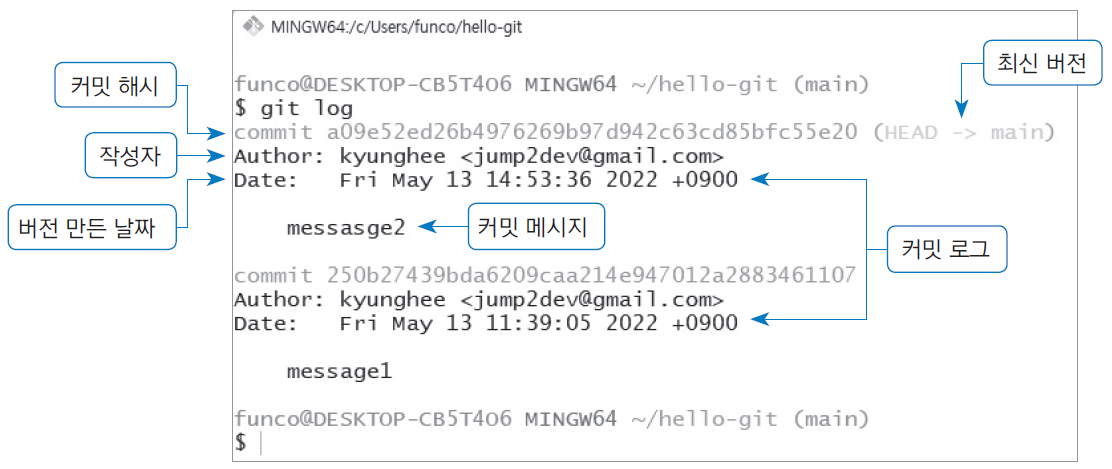 MINGW64:/c/Users/funco/hello-git
funco@DESKTOP-CB5T4O6 MINGW64 ~/hello-git (main)
최신 버전
커밋 해시
$ git log
commit a09e52ed26b4976269b97d942c63cd85bfc55e20 (HEAD -> main)
작성자
Author: kyunghee <jump2dev@gmail.com>
Date:   Fri May 13 14:53:36 2022 +0900
버전 만든 날짜
messasge2
커밋 메시지
커밋 로그
commit 250b27439bda6209caa214e947012a2883461107
Author: kyunghee <jump2dev@gmail.com>
Date:   Fri May 13 11:39:05 2022 +0900
message1
funco@DESKTOP-CB5T4O6 MINGW64 ~/hello-git (main)
$